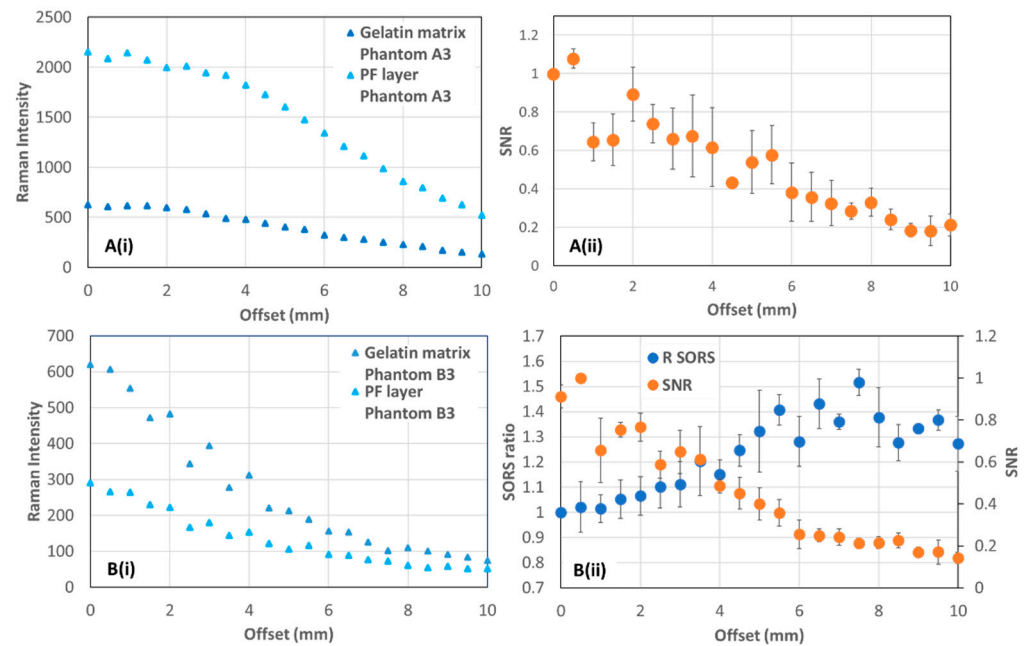 2500
2000
1500
1000
500
0
Raman Intensity
Gelatin matrix
Phantom A3
PF layer
Phantom A3
A(i)
0 2 4 6 8 10
Offset (mm)
1.2
1
0.8
0.6
0.4
0.2
0
SNR
A(ii)
0 2 4 6 8 10
Offset (mm)
700
600
500
400
300
200
100
0
Raman Intensity
Gelatin matrix
Phantom B3
PF layer
Phantom B3
B(i)
0 2 4 6 8 10
Offset (mm)
1.7
1.6
1.5
1.4
1.3
1.2
1.1
1.0
0.9
0.8
0.7
SORS ratio
R SORS
SNR
B(ii)
1.2
1
0.8
0.6
0.4
0.2
0
SNR
0 2 4 6 8 10
Offset (mm)